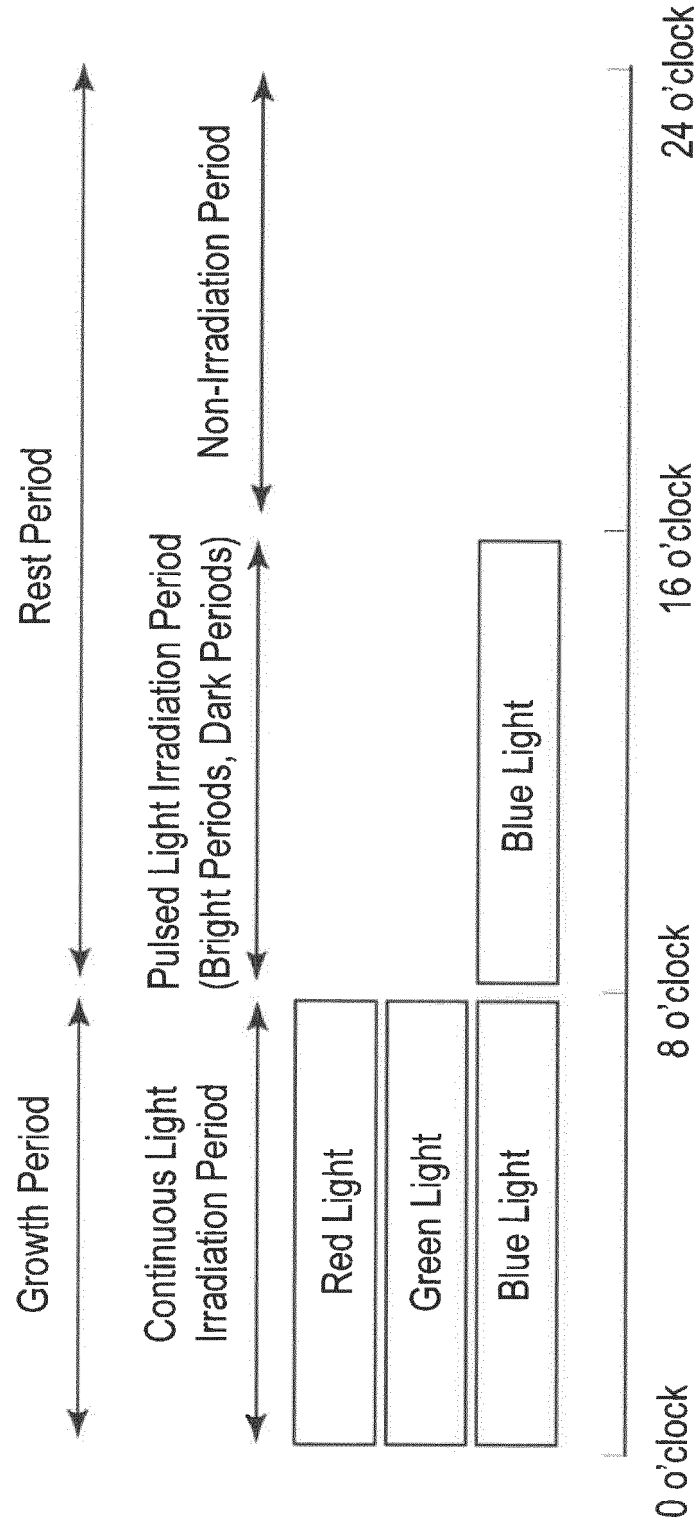 Growth Period
Rest Period
Continuous Light
Irradiation Period
Pulsed Light Irradiation Period
(Bright Periods, Dark Periods)
Non-Irradiation Period
Red Light
Green Light
Blue Light
Blue Light
0 o'clock
8 o'clock
16 o'clock
24 o'clock